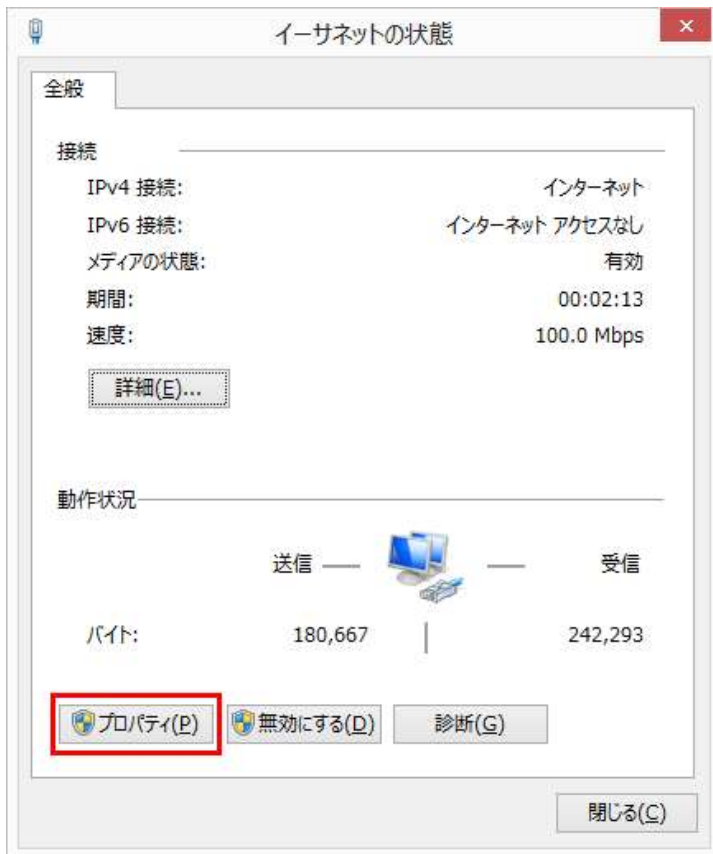 イーサネットの状態
全般
接続
IPv4 接続: インターネット
IPv6 接続: インターネット アクセスなし
メディアの状態: 有効
期間: 00:02:13
速度: 100.0 Mbps
詳細(E)...
動作状況
送信 受信
バイト: 180,667 242,293
プロパティ(P) 無効にする(D) 診断(G)
閉じる(C)